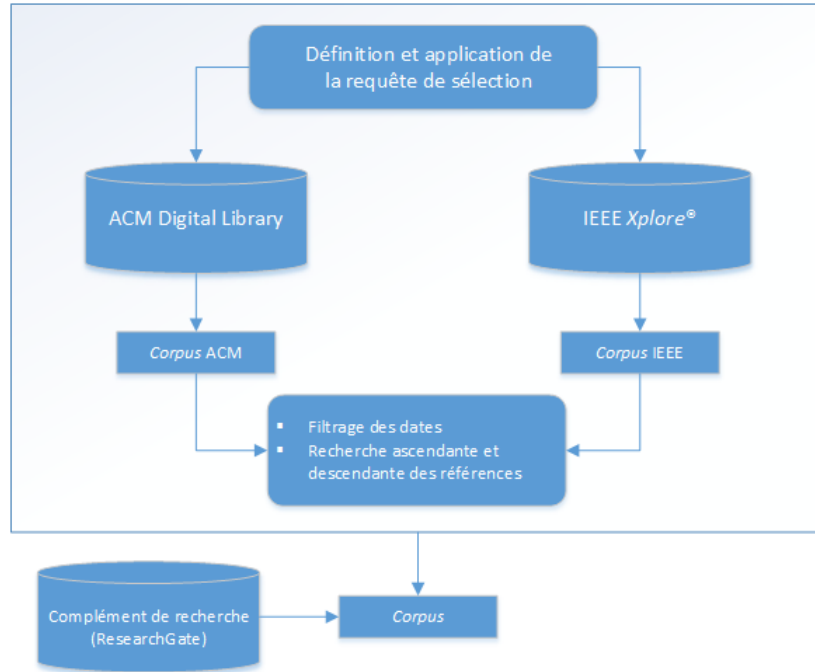 Définition et application de
la requête de sélection
ACM Digital Library
IEEE Xplore®
Corpus ACM
Corpus IEEE
▪ Filtrage des dates
▪ Recherche ascendante et
descendante des références
Complément de recherche
(ResearchGate)
Corpus